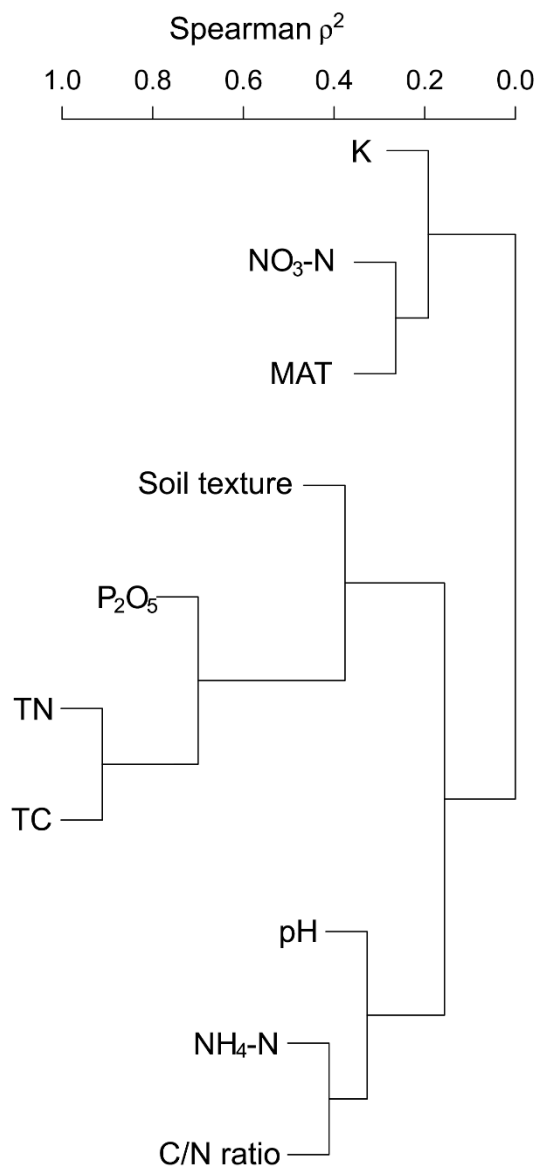 Spearman ρ²
1.0 0.8 0.6 0.4 0.2 0.0
K
NO₃-N
MAT
Soil texture
P₂O₅
TN
TC
pH
NH₄-N
C/N ratio